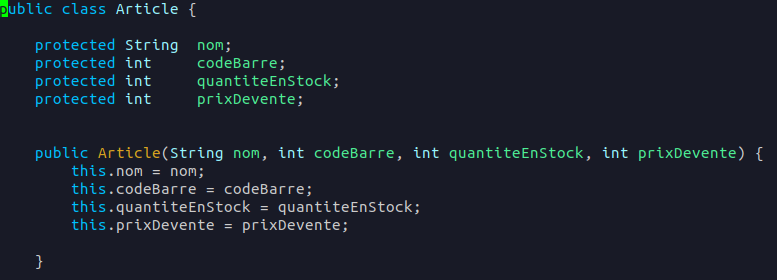 public class Article {
protected String nom;
protected int codeBarre;
protected int quantiteEnStock;
protected int prixDevente;
public Article(String nom, int codeBarre, int quantiteEnStock, int prixDevente) {
this.nom = nom;
this.codeBarre = codeBarre;
this.quantiteEnStock = quantiteEnStock;
this.prixDevente = prixDevente;
}